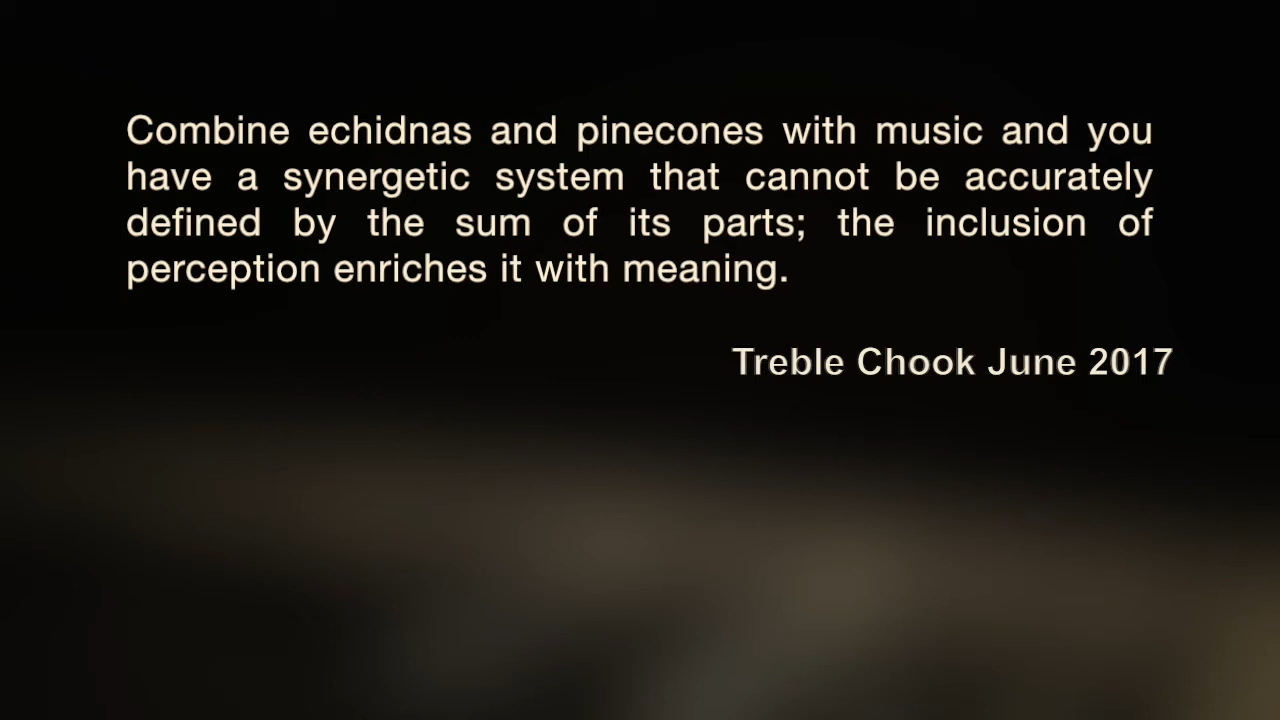 Combine echidnas and pinecones with music and you
have a synergetic system that cannot be accurately
defined by the sum of its parts; the inclusion of
perception enriches it with meaning.
Treble Chook June 2017